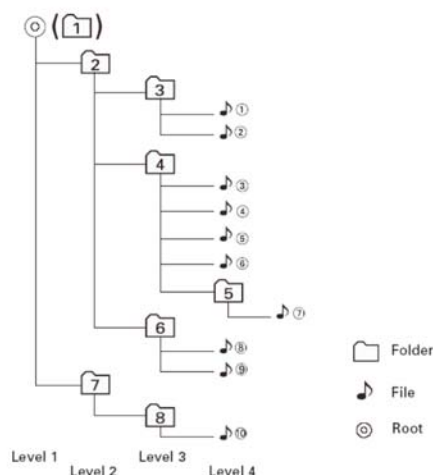 (1)
2
3
①
②
4
③
④
⑤
⑥
5
⑦
6
⑧
⑨
7
8
⑩
Folder
File
Root
Level 1
Level 2
Level 3
Level 4